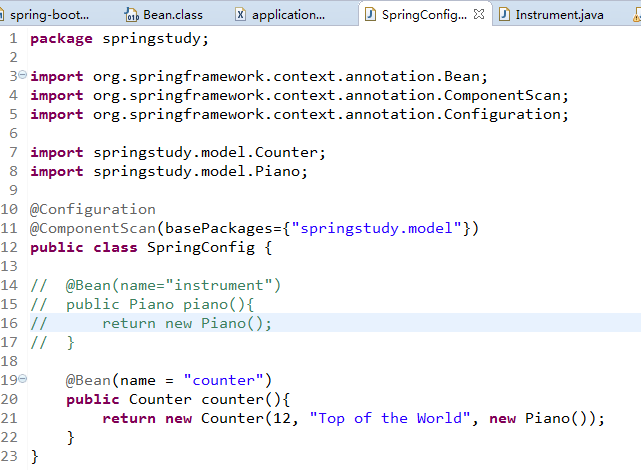 spring-boot... Bean.class application... SpringConfig... Instrument.java
1 package springstudy;
2
3 import org.springframework.context.annotation.Bean;
4 import org.springframework.context.annotation.ComponentScan;
5 import org.springframework.context.annotation.Configuration;
6
7 import springstudy.model.Counter;
8 import springstudy.model.Piano;
9
10 @Configuration
11 @ComponentScan(basePackages={"springstudy.model"})
12 public class SpringConfig {
13
14 //  @Bean(name="instrument")
15 //  public Piano piano(){
16 //      return new Piano();
17 //  }
18
19     @Bean(name = "counter")
20     public Counter counter(){
21         return new Counter(12, "Top of the World", new Piano());
22     }
23 }